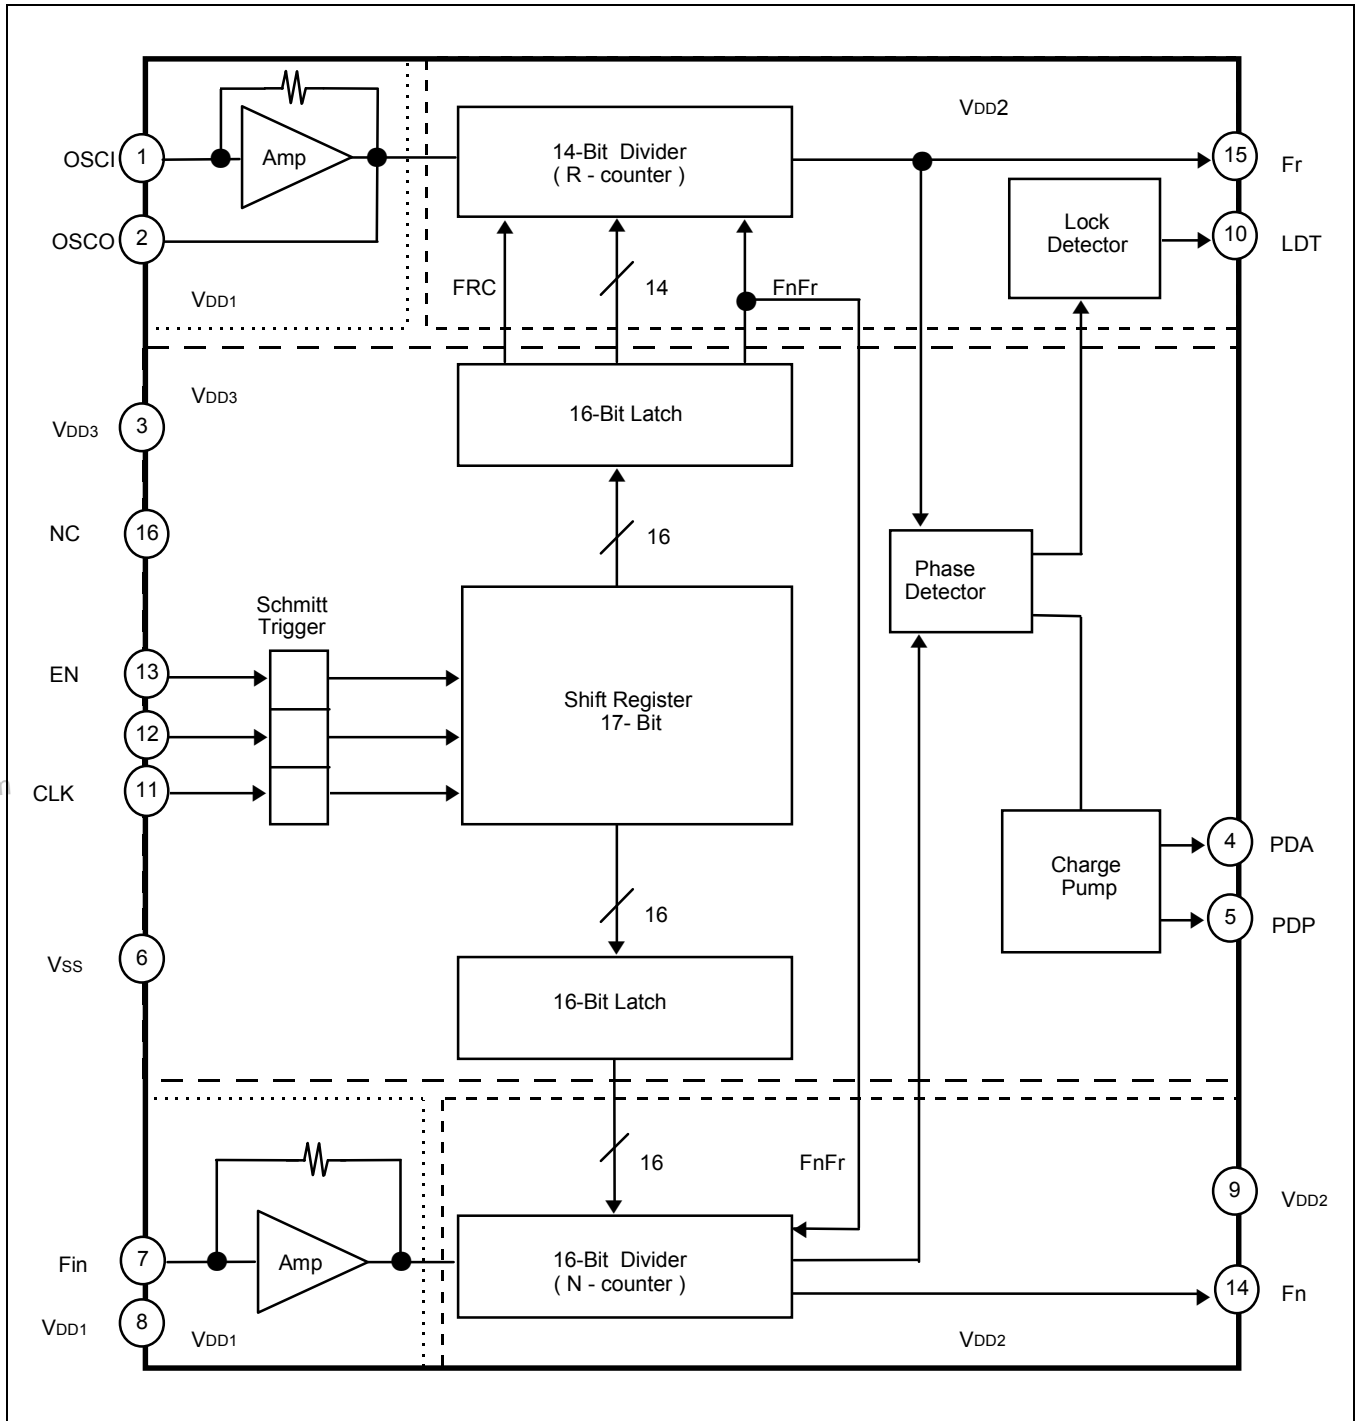 VDD2
Amp
14-Bit Divider
( R - counter )
OSCI
1
15
Fr
Lock
Detector
OSCO
2
10
LDT
FRC
14
FnFr
VDD1
VDD3
16-Bit Latch
VDD3
3
NC
16
16
Phase
Detector
Schmitt
Trigger
EN
13
Shift Register
17- Bit
12
CLK
11
4
PDA
Charge
Pump
16
5
PDP
VSS
6
16-Bit Latch
16
FnFr
9
VDD2
Fin
7
Amp
16-Bit Divider
( N - counter )
14
Fn
VDD1
8
VDD1
VDD2